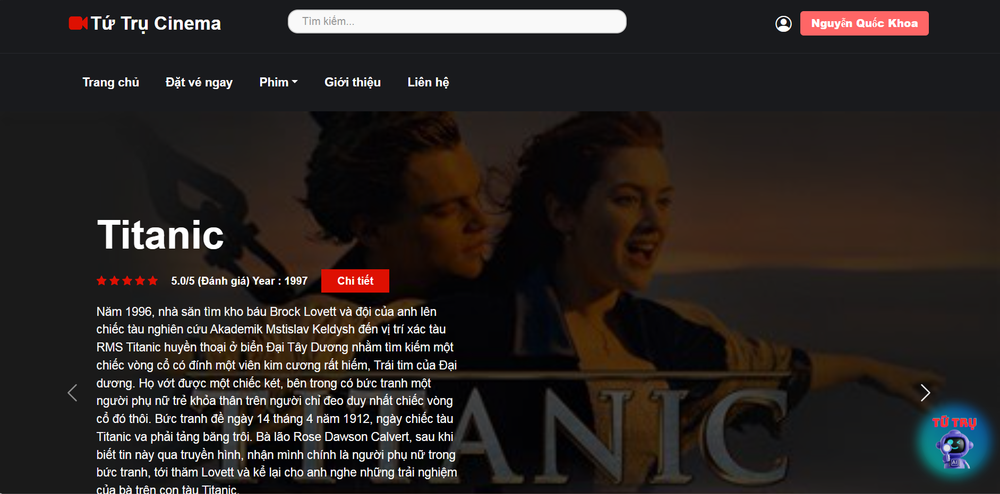 Tứ Trụ Cinema
Tìm kiếm...
Nguyễn Quốc Khoa
Trang chủ
Đặt vé ngay
Phim
Giới thiệu
Liên hệ
Titanic
5.0/5 (Đánh giá) Year : 1997
Chi tiết
Năm 1996, nhà săn tìm kho báu Brock Lovett và đội của anh lên
chiếc tàu nghiên cứu Akademik Mstislav Keldysh đến vị trí xác tàu
RMS Titanic huyền thoại ở biển Đại Tây Dương nhằm tìm kiếm một
chiếc vòng cổ có đính một viên kim cương rất hiếm, Trái tim của Đại
dương. Họ vớt được một chiếc két, bên trong có bức tranh một
người phụ nữ trẻ khỏa thân trên người chỉ đeo duy nhất chiếc vòng
cổ đó thôi. Bức tranh đề ngày 14 tháng 4 năm 1912, ngày chiếc tàu
Titanic va phải tảng băng trôi. Bà lão Rose Dawson Calvert, sau khi
biết tin này qua truyền hình, nhận mình chính là người phụ nữ trong
bức tranh, tới thăm Lovett và kể lại cho anh nghe những trải nghiệm
của bà trên con tàu Titanic.
TITANIC
TỨ TRỤ
AI